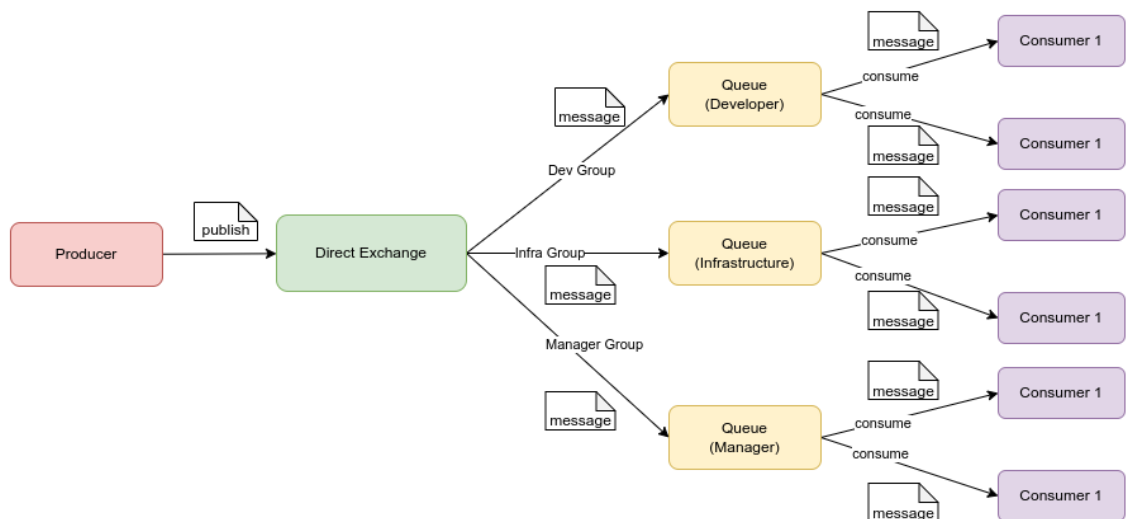 message
Consumer 1
consume
Queue
(Developer)
message
consume
message
Consumer 1
Dev Group
message
Consumer 1
publish
Producer
Direct Exchange
Infra Group
message
Queue
(Infrastructure)
consume
consume
message
Consumer 1
Manager Group
message
Queue
(Manager)
message
Consumer 1
consume
consume
message
Consumer 1